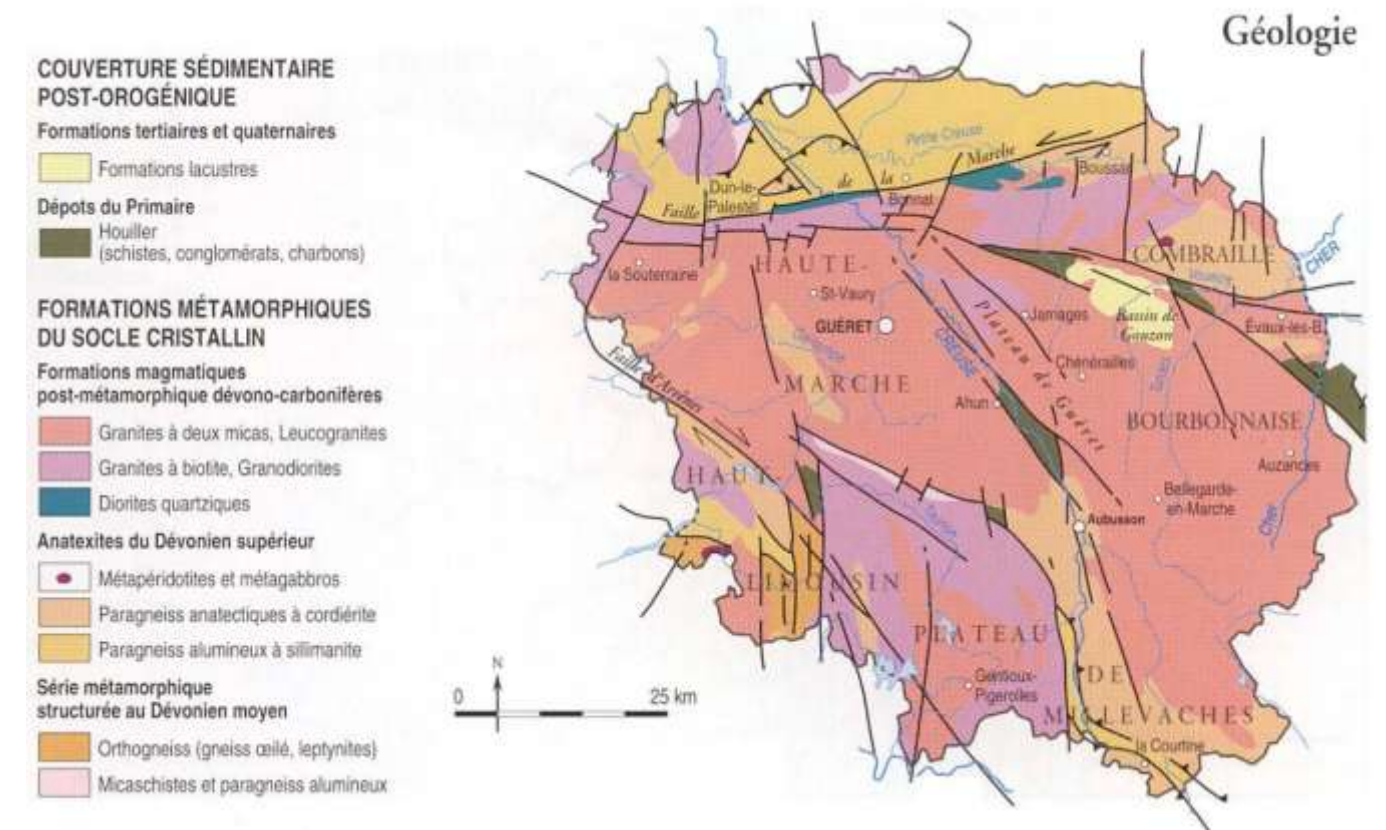 Géologie
COUVERTURE SÉDIMENTAIRE
POST-OROGÉNIQUE
Formations tertiaires et quaternaires
Formations lacustres
Dépots du Primaire
Houiller
(schistes, conglomérats, charbons)
FORMATIONS MÉTAMORPHIQUES
DU SOCLE CRISTALLIN
Formations magmatiques
post-métamorphique dévono-carbonifères
Granites à deux micas, Leucogranites
Granites à biotite, Granodiorites
Diorites quartziques
Anatexites du Dévonien supérieur
Métapéridotites et métagabbros
Paragneiss anatectiques à cordiérite
Paragneiss alumineux à sillimanite
Série métamorphique
structurée au Dévonien moyen
Orthogneiss (gneiss œilé, leptynites)
Micaschistes et paragneiss alumineux
N
0 25 km
Petite Creuse
Faille de la Marche
Dun-le-
Palestel
Bonnat
Boussac
COMBRAILLE
CHER
la Souterraine
HAUTE-
St-Vaury
GUÉRET
Jarnages
Bassin de
Gouzon
Évaux-les-B.
Plateau de Guéret
CREUSE
Chénérailles
Faille d'Arrènes
MARCHE
Ahun
BOURBONNAISE
Auzances
HAUT-
Bellegarde-
en-Marche
Aubusson
Cher
LIMOUSIN
PLATEAU
Gentioux-
Pigerolles
DE
MILLEVACHES
la Courtine